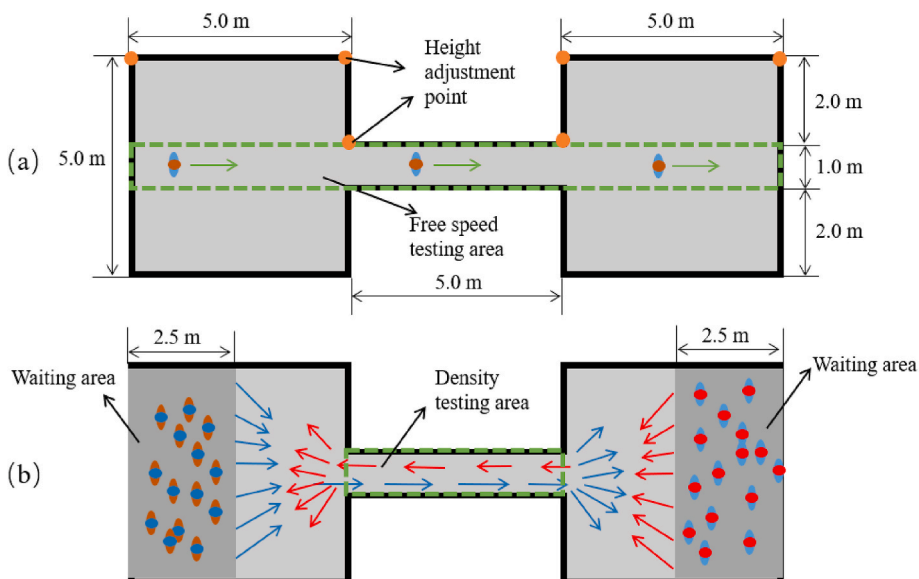 5.0 m
5.0 m
Height
adjustment
point
2.0 m
(a)
5.0 m
1.0 m
Free speed
testing area
2.0 m
5.0 m
2.5 m
2.5 m
Waiting area
Waiting area
Density
testing area
(b)